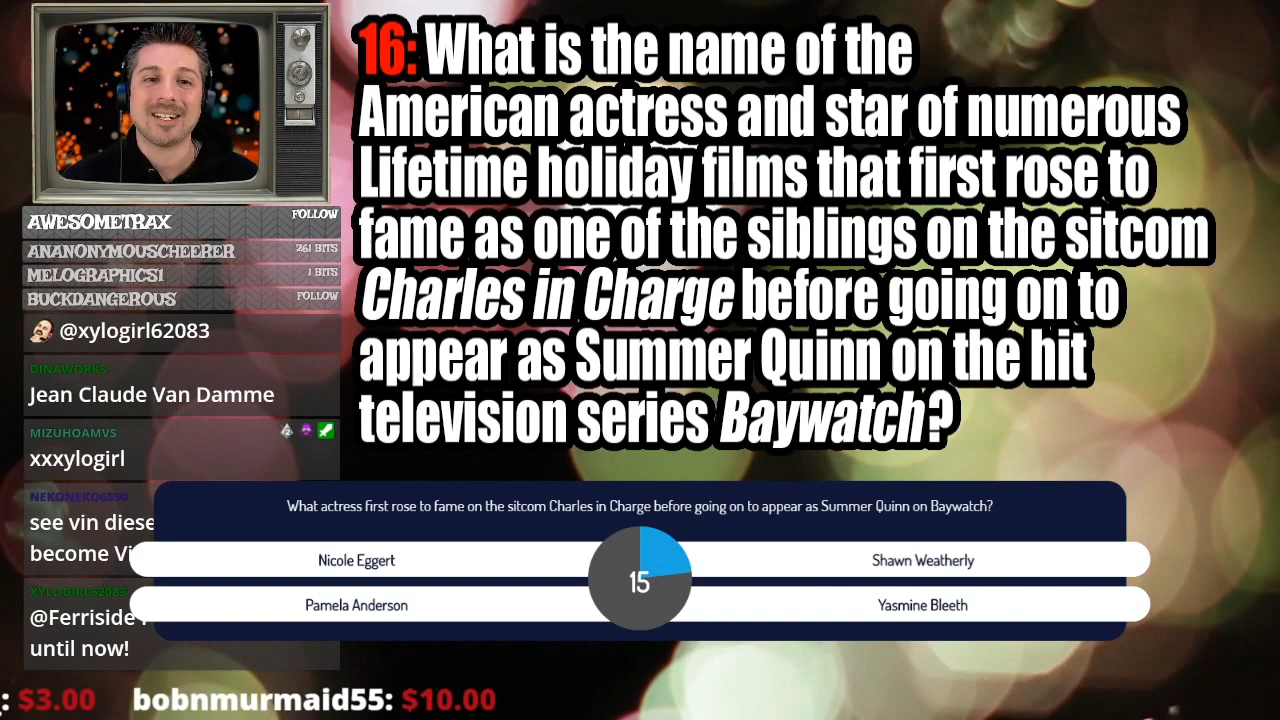 16: What is the name of the
American actress and star of numerous
Lifetime holiday films that first rose to
fame as one of the siblings on the sitcom
Charles in Charge before going on to
appear as Summer Quinn on the hit
television series Baywatch?
AWESOMETRAX FOLLOW
ANANONYMOUSCHEERER 261 BITS
MELOGRAPHICS1 1 BITS
BUCKDANGEROUS FOLLOW
@xylogirl62083
DINAWORKS
Jean Claude Van Damme
MIZUHOAMVS
xxxylogirl
NEKONEKO6590
see vin diese
become Vi
XYLOGIRL62083
@Ferriside
until now!
What actress first rose to fame on the sitcom Charles in Charge before going on to appear as Summer Quinn on Baywatch?
Nicole Eggert
Shawn Weatherly
15
Pamela Anderson
Yasmine Bleeth
: $3.00 bobnmurmaid55: $10.00